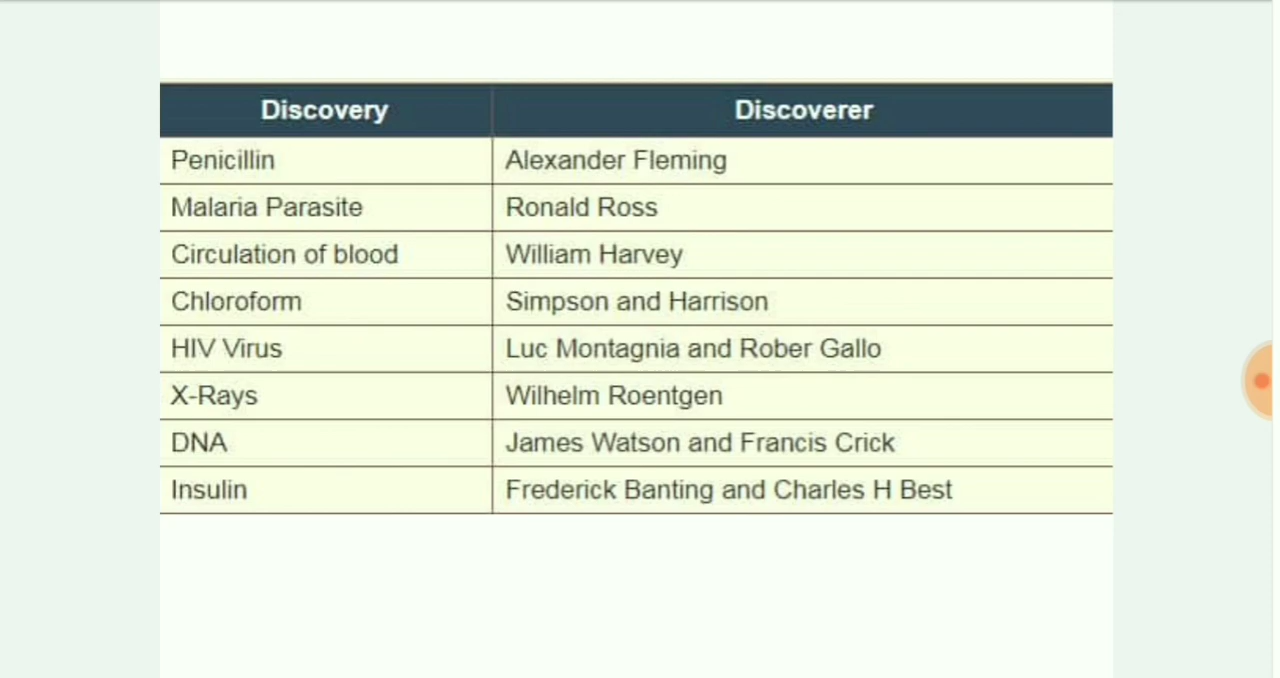 Discovery Discoverer
Penicillin Alexander Fleming
Malaria Parasite Ronald Ross
Circulation of blood William Harvey
Chloroform Simpson and Harrison
HIV Virus Luc Montagnia and Rober Gallo
X-Rays Wilhelm Roentgen
DNA James Watson and Francis Crick
Insulin Frederick Banting and Charles H Best